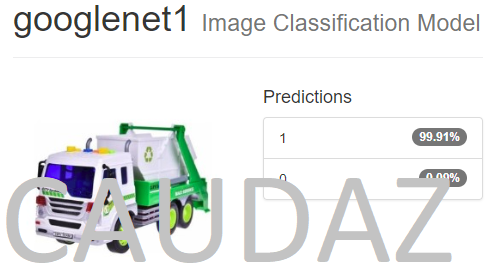 googlenet1 Image Classification Model
Predictions
1 99.91%
0 0.09%
CAUDAZ